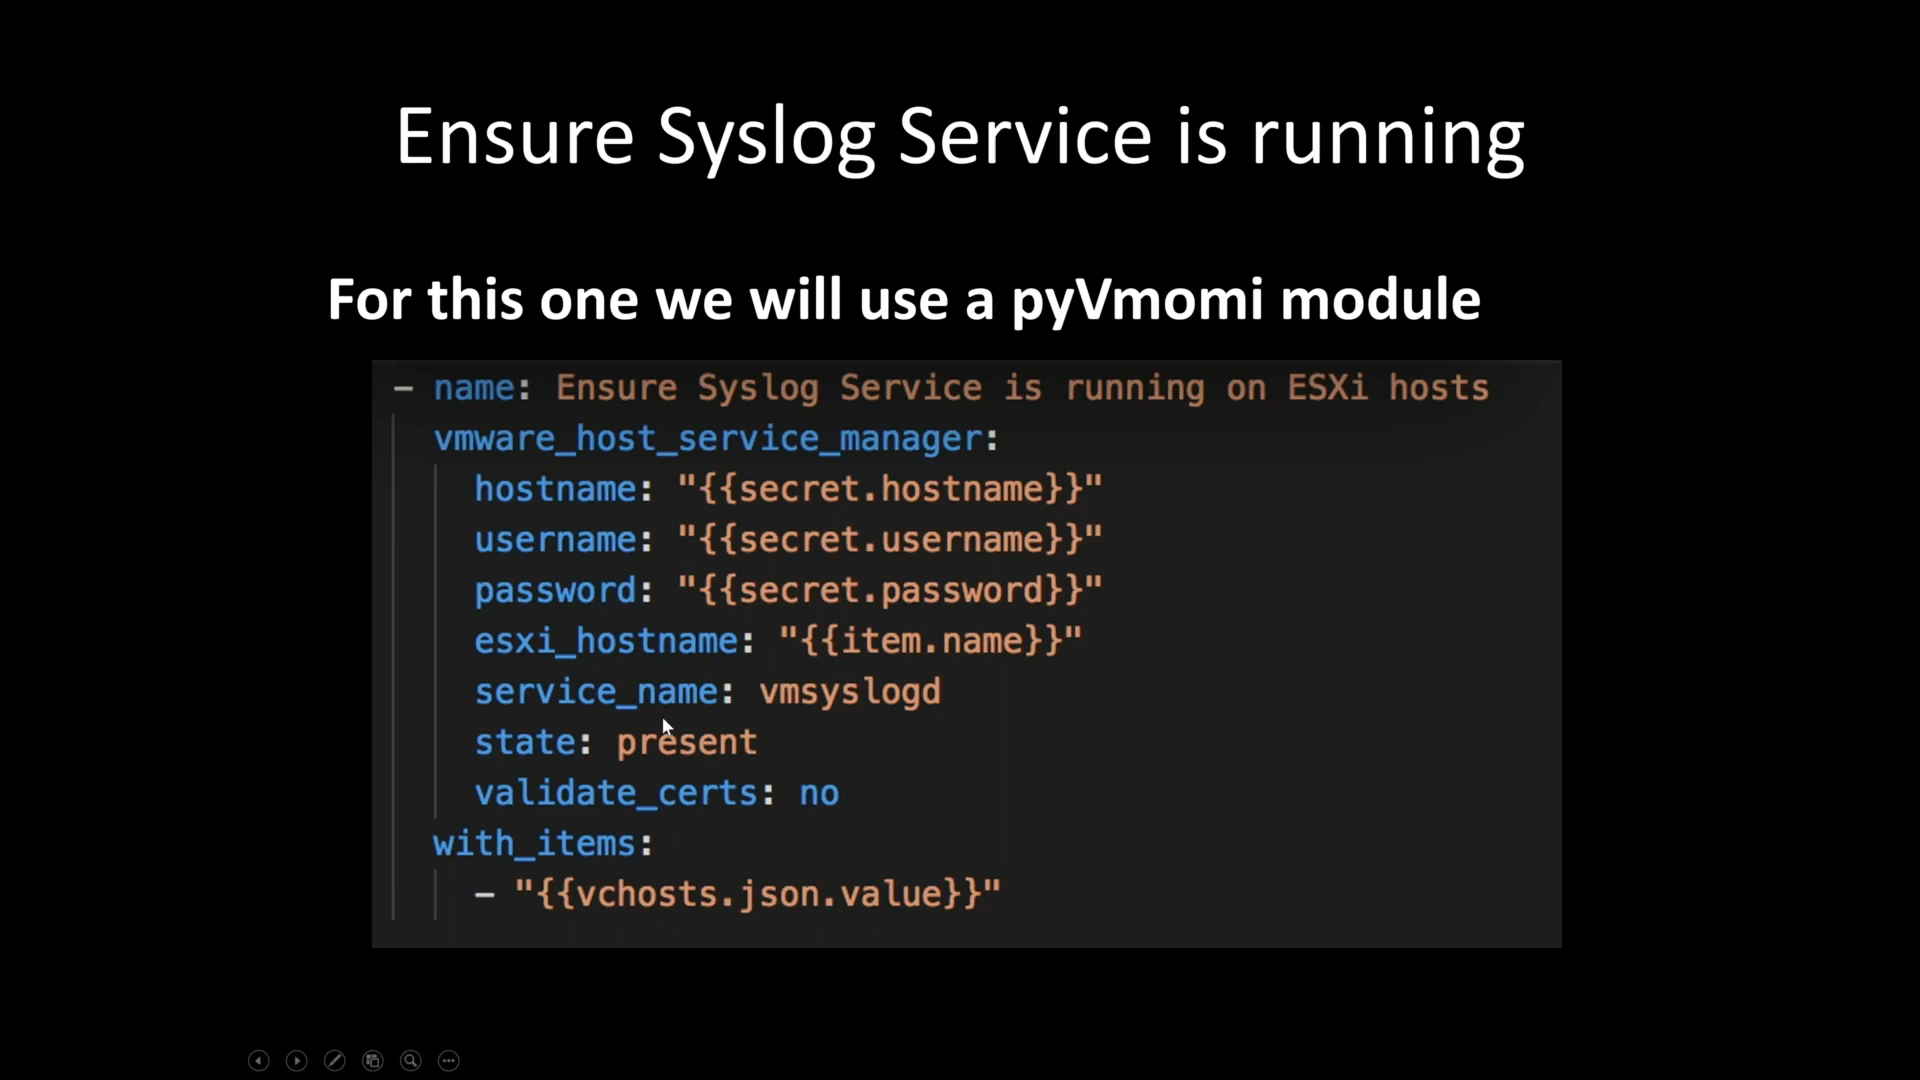 Ensure Syslog Service is running
For this one we will use a pyVmomi module
- name: Ensure Syslog Service is running on ESXi hosts
vmware_host_service_manager:
hostname: "{{secret.hostname}}"
username: "{{secret.username}}"
password: "{{secret.password}}"
esxi_hostname: "{{item.name}}"
service_name: vmsyslogd
state: present
validate_certs: no
with_items:
- "{{vchosts.json.value}}"